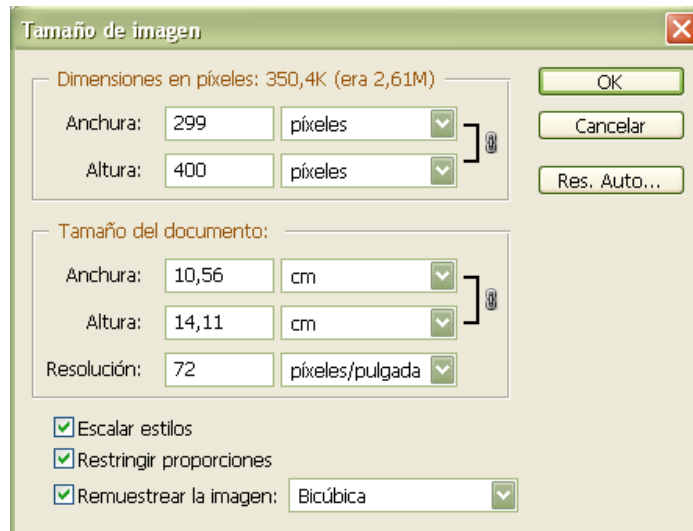 Tamaño de imagen
Dimensiones en píxeles: 350,4K (era 2,61M)
Anchura: 299 píxeles
Altura: 400 píxeles
OK
Cancelar
Res. Auto...
Tamaño del documento:
Anchura: 10,56 cm
Altura: 14,11 cm
Resolución: 72 píxeles/pulgada
Escalar estilos
Restringir proporciones
Remuestrear la imagen: Bicúbica